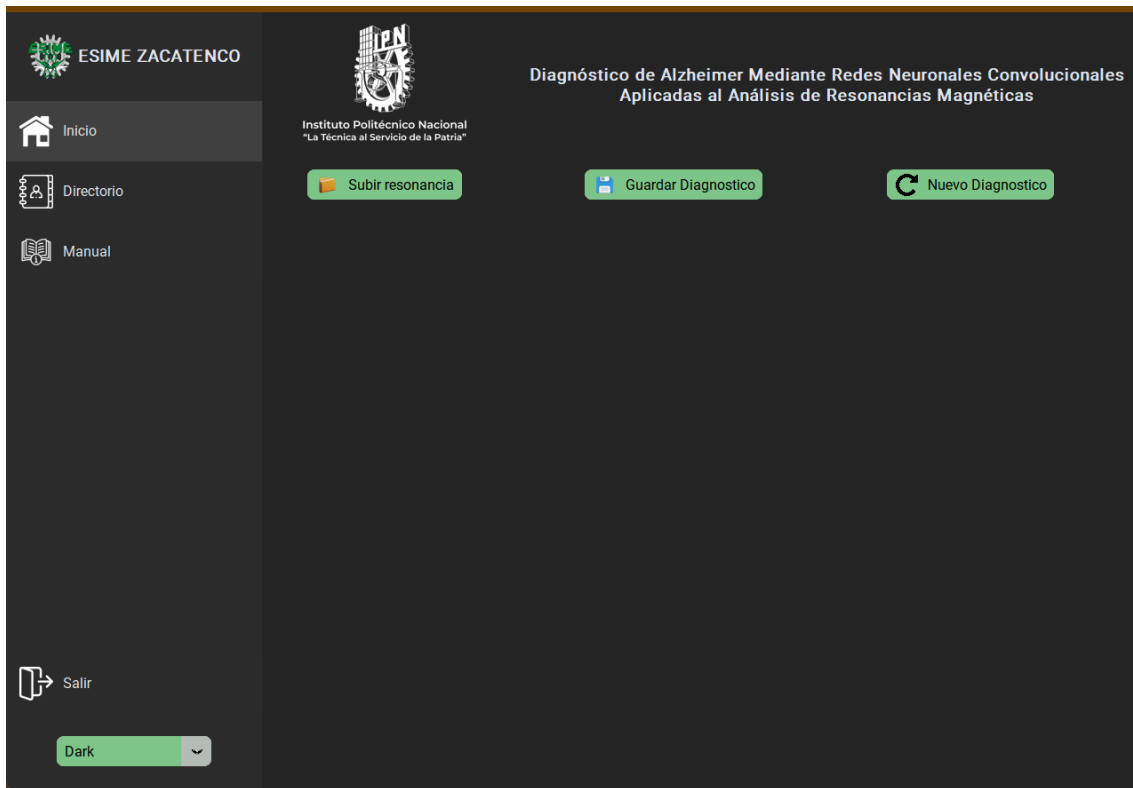 ESIME ZACATENCO
Inicio
Directorio
Manual
Salir
Dark
IPN
Instituto Politécnico Nacional
"La Técnica al Servicio de la Patria"
Diagnóstico de Alzheimer Mediante Redes Neuronales Convolucionales
Aplicadas al Análisis de Resonancias Magnéticas
Subir resonancia
Guardar Diagnostico
Nuevo Diagnostico